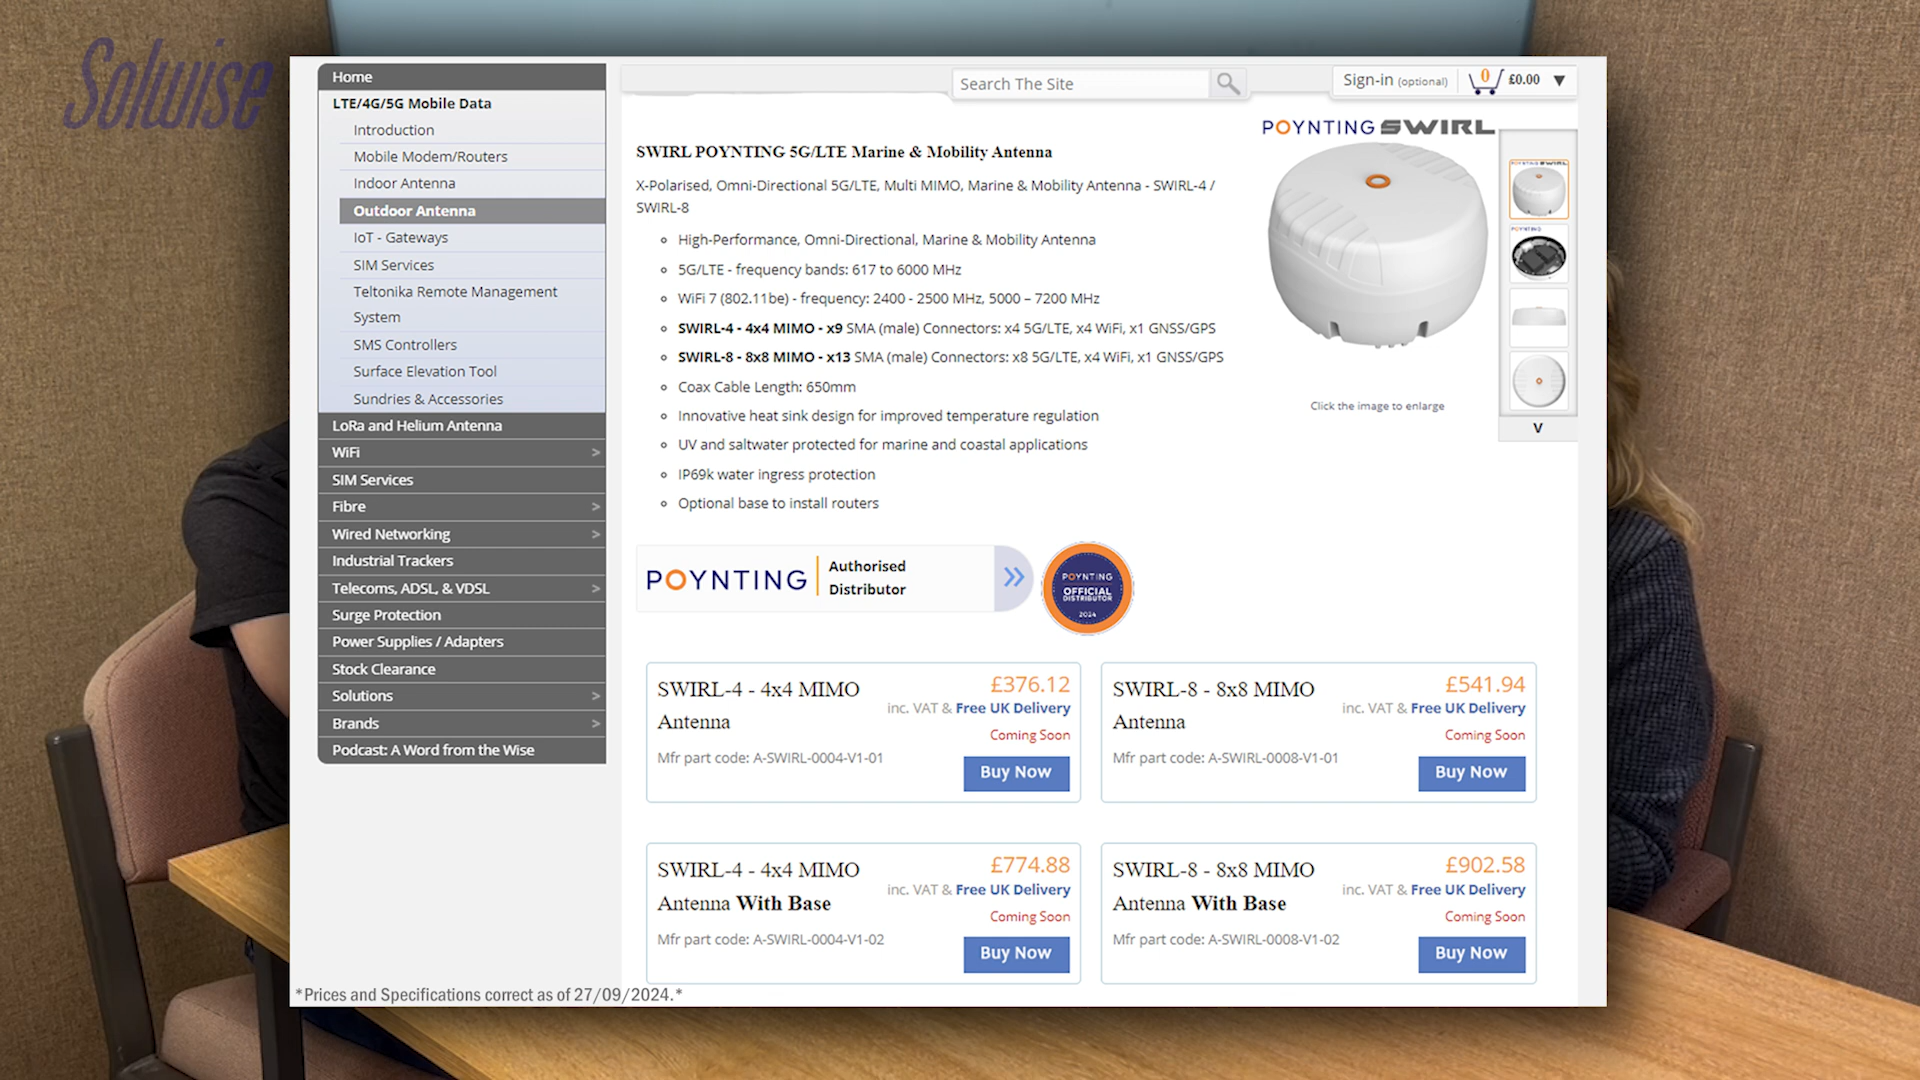 Solwise
Home
LTE/4G/5G Mobile Data
Introduction
Mobile Modem/Routers
Indoor Antenna
Outdoor Antenna
IoT - Gateways
SIM Services
Teltonika Remote Management
System
SMS Controllers
Surface Elevation Tool
Sundries & Accessories
LoRa and Helium Antenna
WiFi >
SIM Services
Fibre >
Wired Networking >
Industrial Trackers
Telecoms, ADSL, & VDSL >
Surge Protection
Power Supplies / Adapters
Stock Clearance
Solutions >
Brands >
Podcast: A Word from the Wise
Search The Site
Sign-in (optional)
0
£0.00 ▼
SWIRL POYNTING 5G/LTE Marine & Mobility Antenna
X-Polarised, Omni-Directional 5G/LTE, Multi MIMO, Marine & Mobility Antenna - SWIRL-4 /
SWIRL-8
High-Performance, Omni-Directional, Marine & Mobility Antenna
5G/LTE - frequency bands: 617 to 6000 MHz
WiFi 7 (802.11be) - frequency: 2400 - 2500 MHz, 5000 – 7200 MHz
SWIRL-4 - 4x4 MIMO - x9 SMA (male) Connectors: x4 5G/LTE, x4 WiFi, x1 GNSS/GPS
SWIRL-8 - 8x8 MIMO - x13 SMA (male) Connectors: x8 5G/LTE, x4 WiFi, x1 GNSS/GPS
Coax Cable Length: 650mm
Innovative heat sink design for improved temperature regulation
UV and saltwater protected for marine and coastal applications
IP69k water ingress protection
Optional base to install routers
POYNTING SWIRL
Click the image to enlarge
POYNTING SWIRL
POYNTING
V
POYNTING
Authorised
Distributor
POYNTING
OFFICIAL
DISTRIBUTOR
2024
SWIRL-4 - 4x4 MIMO
Antenna
£376.12
inc. VAT & Free UK Delivery
Coming Soon
Mfr part code: A-SWIRL-0004-V1-01
Buy Now
SWIRL-8 - 8x8 MIMO
Antenna
£541.94
inc. VAT & Free UK Delivery
Coming Soon
Mfr part code: A-SWIRL-0008-V1-01
Buy Now
SWIRL-4 - 4x4 MIMO
Antenna With Base
£774.88
inc. VAT & Free UK Delivery
Coming Soon
Mfr part code: A-SWIRL-0004-V1-02
Buy Now
SWIRL-8 - 8x8 MIMO
Antenna With Base
£902.58
inc. VAT & Free UK Delivery
Coming Soon
Mfr part code: A-SWIRL-0008-V1-02
Buy Now
*Prices and Specifications correct as of 27/09/2024.*